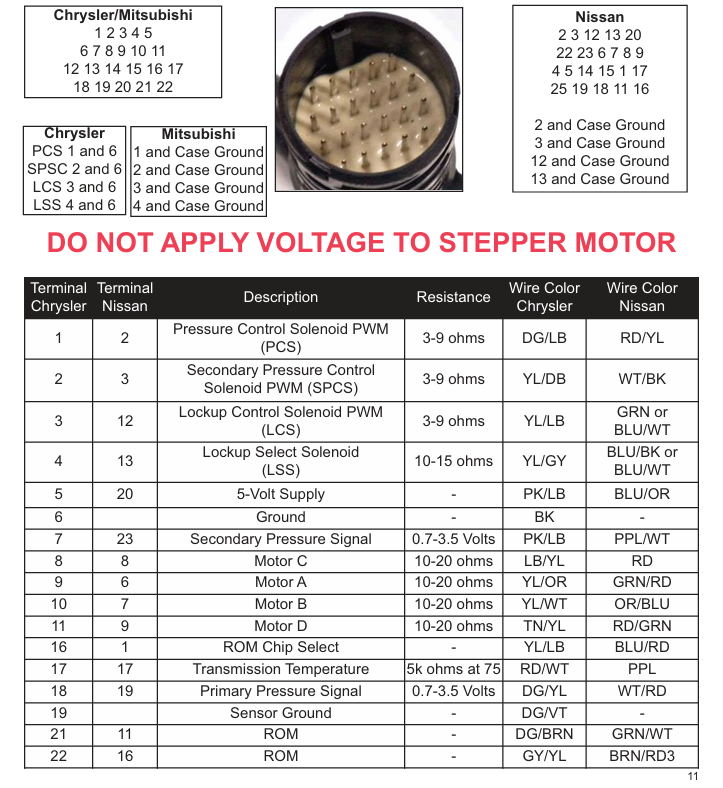 Chrysler/Mitsubishi
1 2 3 4 5
6 7 8 9 10 11
12 13 14 15 16 17
18 19 20 21 22
Nissan
2 3 12 13 20
22 23 6 7 8 9
4 5 14 15 1 17
25 19 18 11 16
2 and Case Ground
3 and Case Ground
12 and Case Ground
13 and Case Ground
Chrysler
PCS 1 and 6
SPSC 2 and 6
LCS 3 and 6
LSS 4 and 6
Mitsubishi
1 and Case Ground
2 and Case Ground
3 and Case Ground
4 and Case Ground
DO NOT APPLY VOLTAGE TO STEPPER MOTOR
Terminal Chrysler Terminal Nissan Description Resistance Wire Color Chrysler Wire Color Nissan
1 2 Pressure Control Solenoid PWM (PCS) 3-9 ohms DG/LB RD/YL
2 3 Secondary Pressure Control Solenoid PWM (SPCS) 3-9 ohms YL/DB WT/BK
3 12 Lockup Control Solenoid PWM (LCS) 3-9 ohms YL/LB GRN or BLU/WT
4 13 Lockup Select Solenoid (LSS) 10-15 ohms YL/GY BLU/BK or BLU/WT
5 20 5-Volt Supply - PK/LB BLU/OR
6 Ground - BK -
7 23 Secondary Pressure Signal 0.7-3.5 Volts PK/LB PPL/WT
8 8 Motor C 10-20 ohms LB/YL RD
9 6 Motor A 10-20 ohms YL/OR GRN/RD
10 7 Motor B 10-20 ohms YL/WT OR/BLU
11 9 Motor D 10-20 ohms TN/YL RD/GRN
16 1 ROM Chip Select - YL/LB BLU/RD
17 17 Transmission Temperature 5k ohms at 75 RD/WT PPL
18 19 Primary Pressure Signal 0.7-3.5 Volts DG/YL WT/RD
19 Sensor Ground - DG/VT -
21 11 ROM - DG/BRN GRN/WT
22 16 ROM - GY/YL BRN/RD3
11